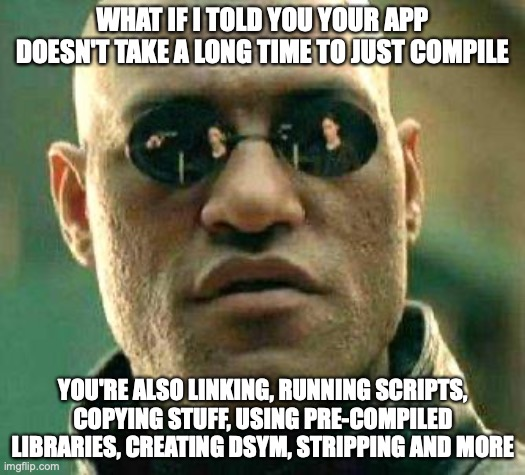 WHAT IF I TOLD YOU YOUR APP
DOESN'T TAKE A LONG TIME TO JUST COMPILE
YOU'RE ALSO LINKING, RUNNING SCRIPTS,
COPYING STUFF, USING PRE-COMPILED
LIBRARIES, CREATING DSYM, STRIPPING AND MORE
imgflip.com